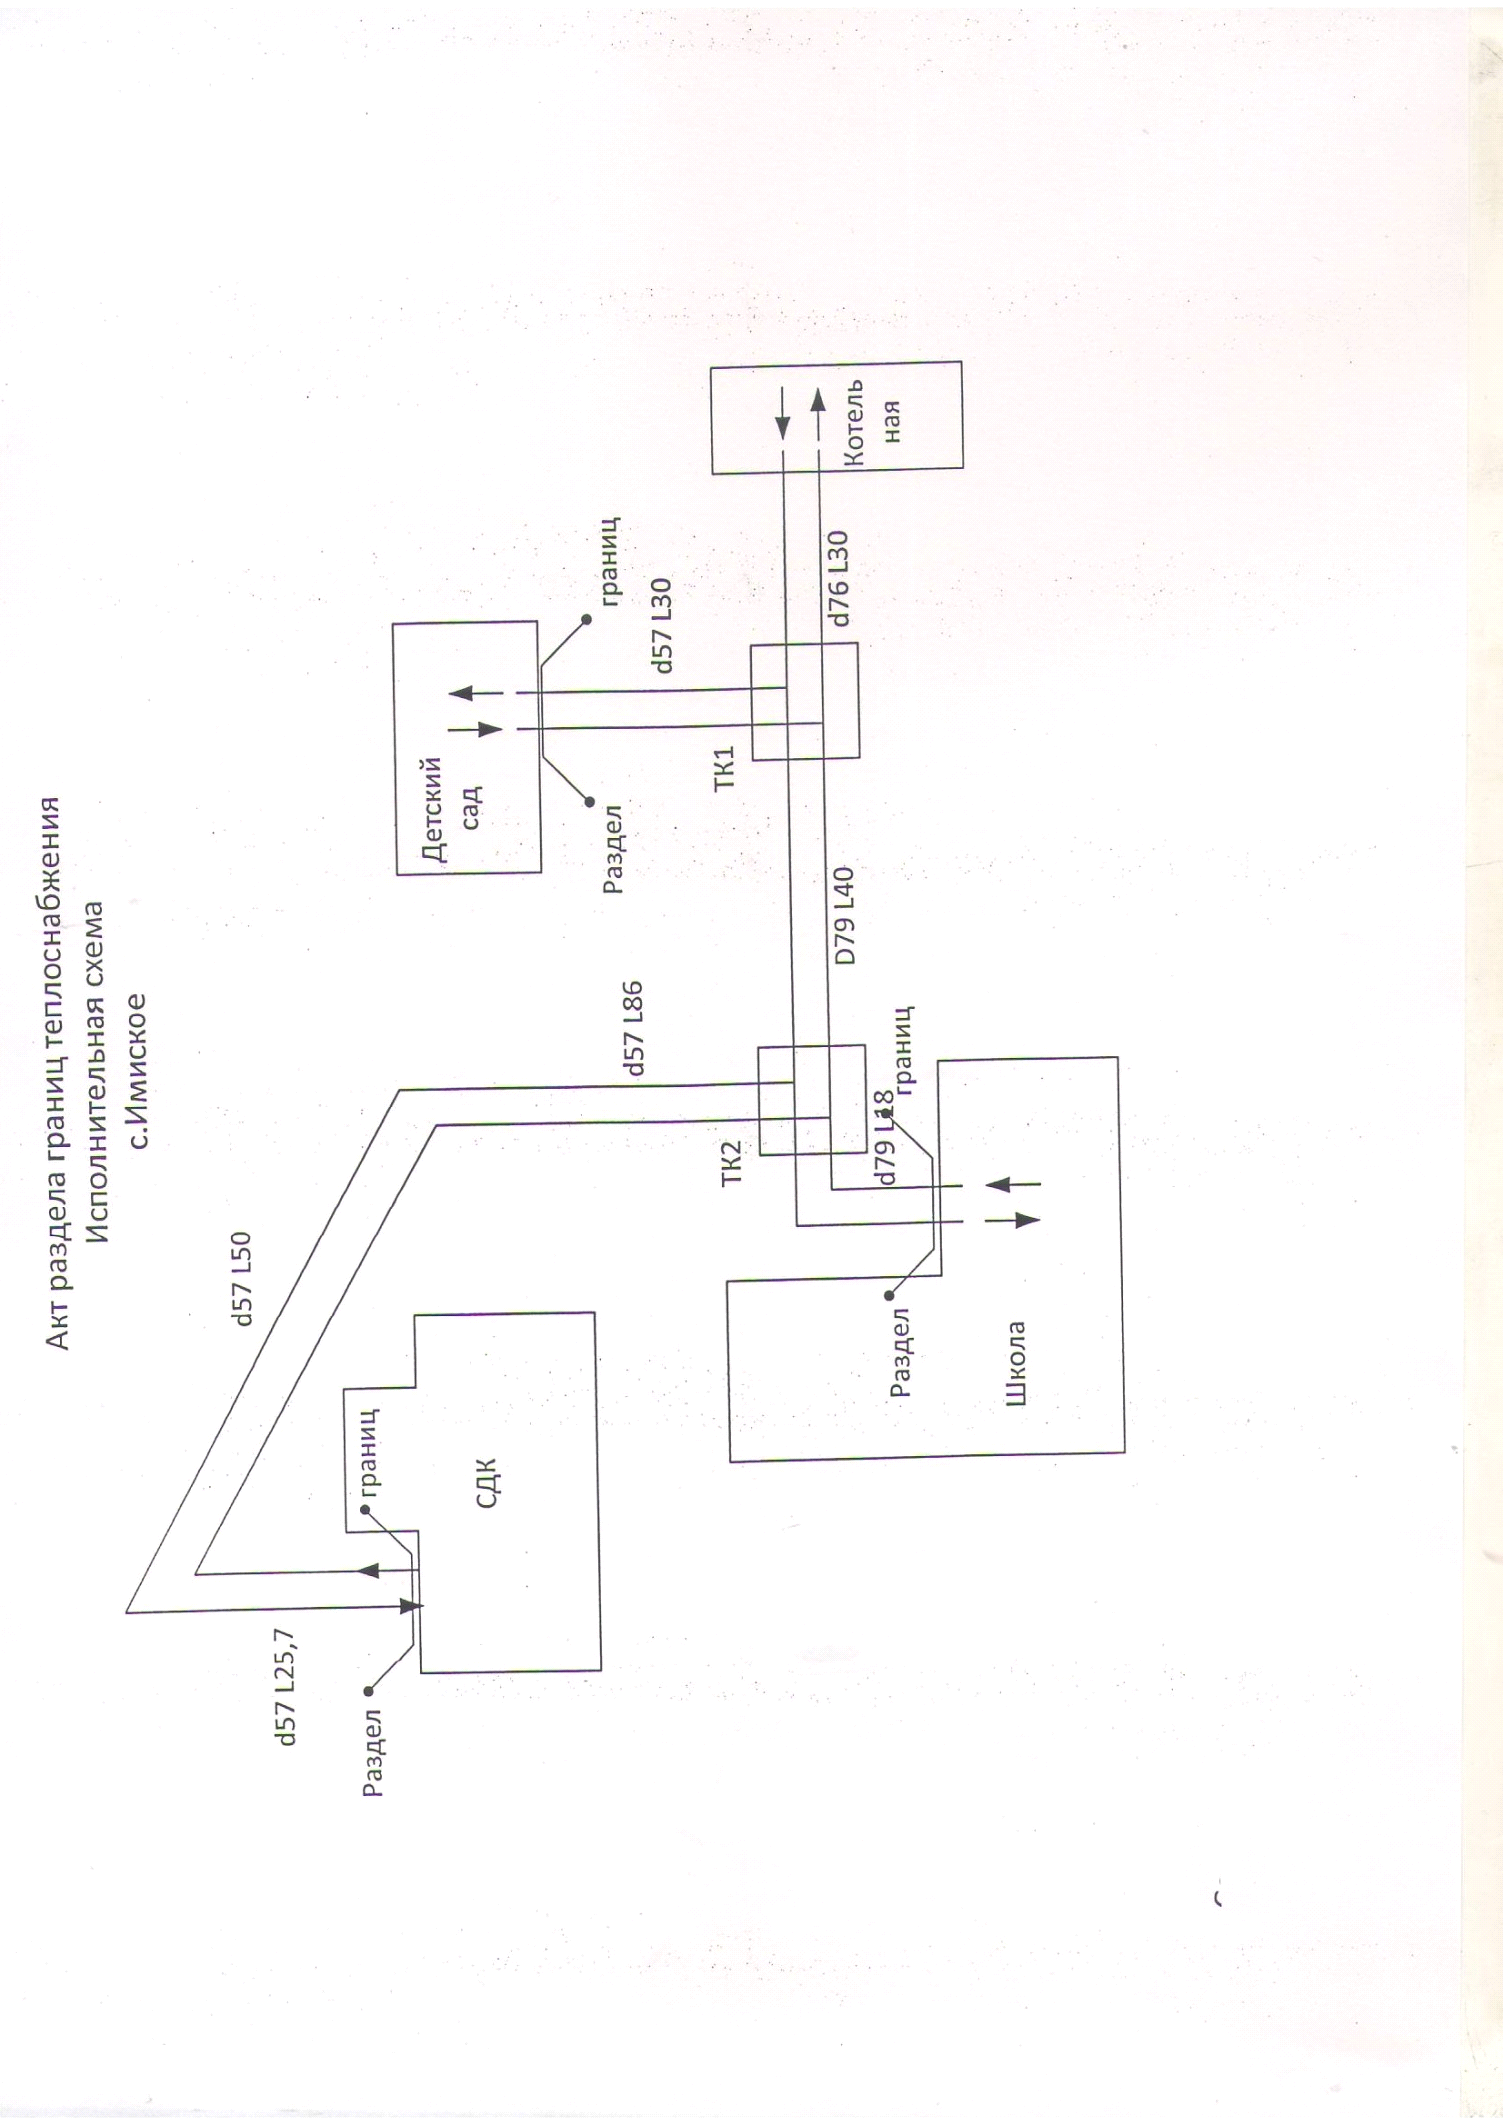 Акт раздела границ теплоснабжения
Исполнительная схема
с.Имиское
d57 L25,7
Раздел
границ
СДК
d57 L50
d57 L86
Детский
сад
Раздел
границ
d57 L30
ТК2
ТК1
D79 L40
d76 L30
Котель
ная
d79 L18
границ
Раздел
Школа